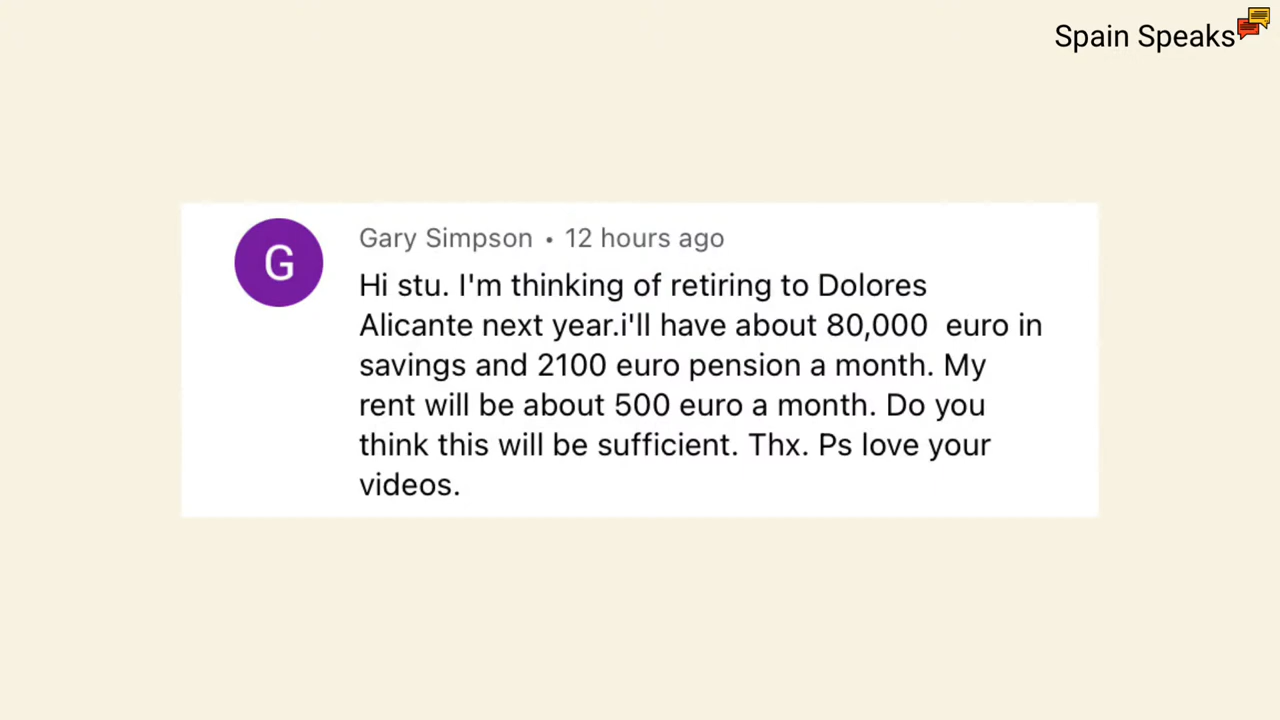 Spain Speaks
G
Gary Simpson • 12 hours ago
Hi stu. I'm thinking of retiring to Dolores
Alicante next year.i'll have about 80,000  euro in
savings and 2100 euro pension a month. My
rent will be about 500 euro a month. Do you
think this will be sufficient. Thx. Ps love your
videos.